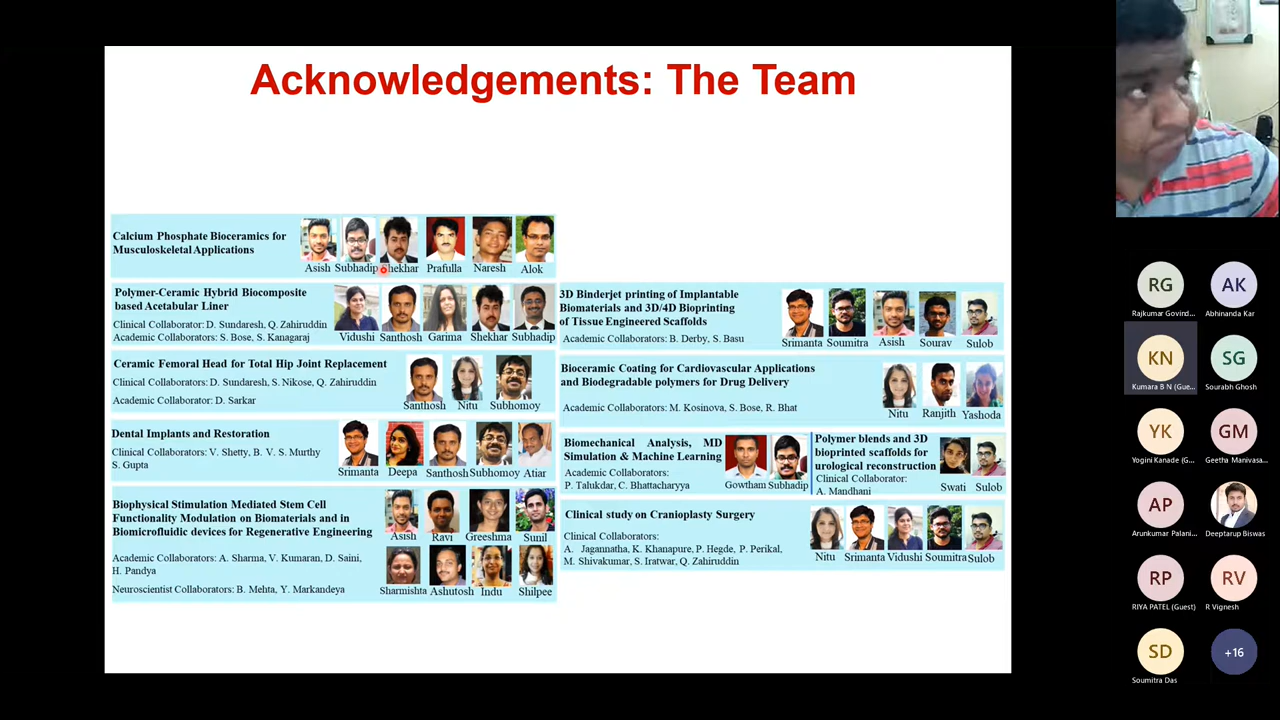 Acknowledgements: The Team
Calcium Phosphate Bioceramics for
Musculoskeletal Applications
Asish Subhadip Shekhar Prafulla Naresh Alok
Polymer-Ceramic Hybrid Biocomposite
based Acetabular Liner
Clinical Collaborator: D. Sundaresh, Q. Zahiruddin
Academic Collaborators: S. Bose, S. Kanagaraj
Vidushi Santhosh Garima Shekhar Subhadip
Ceramic Femoral Head for Total Hip Joint Replacement
Clinical Collaborators: D. Sundaresh, S. Nikose, Q. Zahiruddin
Academic Collaborator: D. Sarkar
Santhosh Nitu Subhomoy
Dental Implants and Restoration
Clinical Collaborators: V. Shetty, B. V. S. Murthy
S. Gupta
Srimanta Deepa Santhosh Subhomoy Atiar
Biophysical Stimulation Mediated Stem Cell
Functionality Modulation on Biomaterials and in
Biomicrofluidic devices for Regenerative Engineering
Academic Collaborators: A. Sharma, V. Kumaran, D. Saini,
H. Pandya
Neuroscientist Collaborators: B. Mehta, Y. Markandeya
Asish Ravi Greeshma Sunil
Sharmishta Ashutosh Indu Shilpee
3D Binderjet printing of Implantable
Biomaterials and 3D/4D Bioprinting
of Tissue Engineered Scaffolds
Academic Collaborators: B. Derby, S. Basu
Srimanta Soumitra Asish Sourav Sulob
Bioceramic Coating for Cardiovascular Applications
and Biodegradable polymers for Drug Delivery
Academic Collaborators: M. Kosinova, S. Bose, R. Bhat
Nitu Ranjith Yashoda
Biomechanical Analysis, MD
Simulation & Machine Learning
Academic Collaborators:
P. Talukdar, C. Bhattacharyya
Gowtham Subhadip
Polymer blends and 3D
bioprinted scaffolds for
urological reconstruction
Clinical Collaborator:
A. Mandhani
Swati Sulob
Clinical study on Cranioplasty Surgery
Clinical Collaborators:
A. Jagannatha, K. Khanapure, P. Hegde, P. Perikal,
M. Shivakumar, S. Iratwar, Q. Zahiruddin
Nitu Srimanta Vidushi Soumitra Sulob
RG AK
Rajkumar Govind... Abhinanda Kar
KN SG
Kumara B N (Gue... Sourabh Ghosh
YK GM
Yogini Kanade (G... Geetha Manivasa...
AP
Arunkumar Palani... Deeptarup Biswas
RP RV
RIYA PATEL (Guest) R Vignesh
SD +16
Soumitra Das